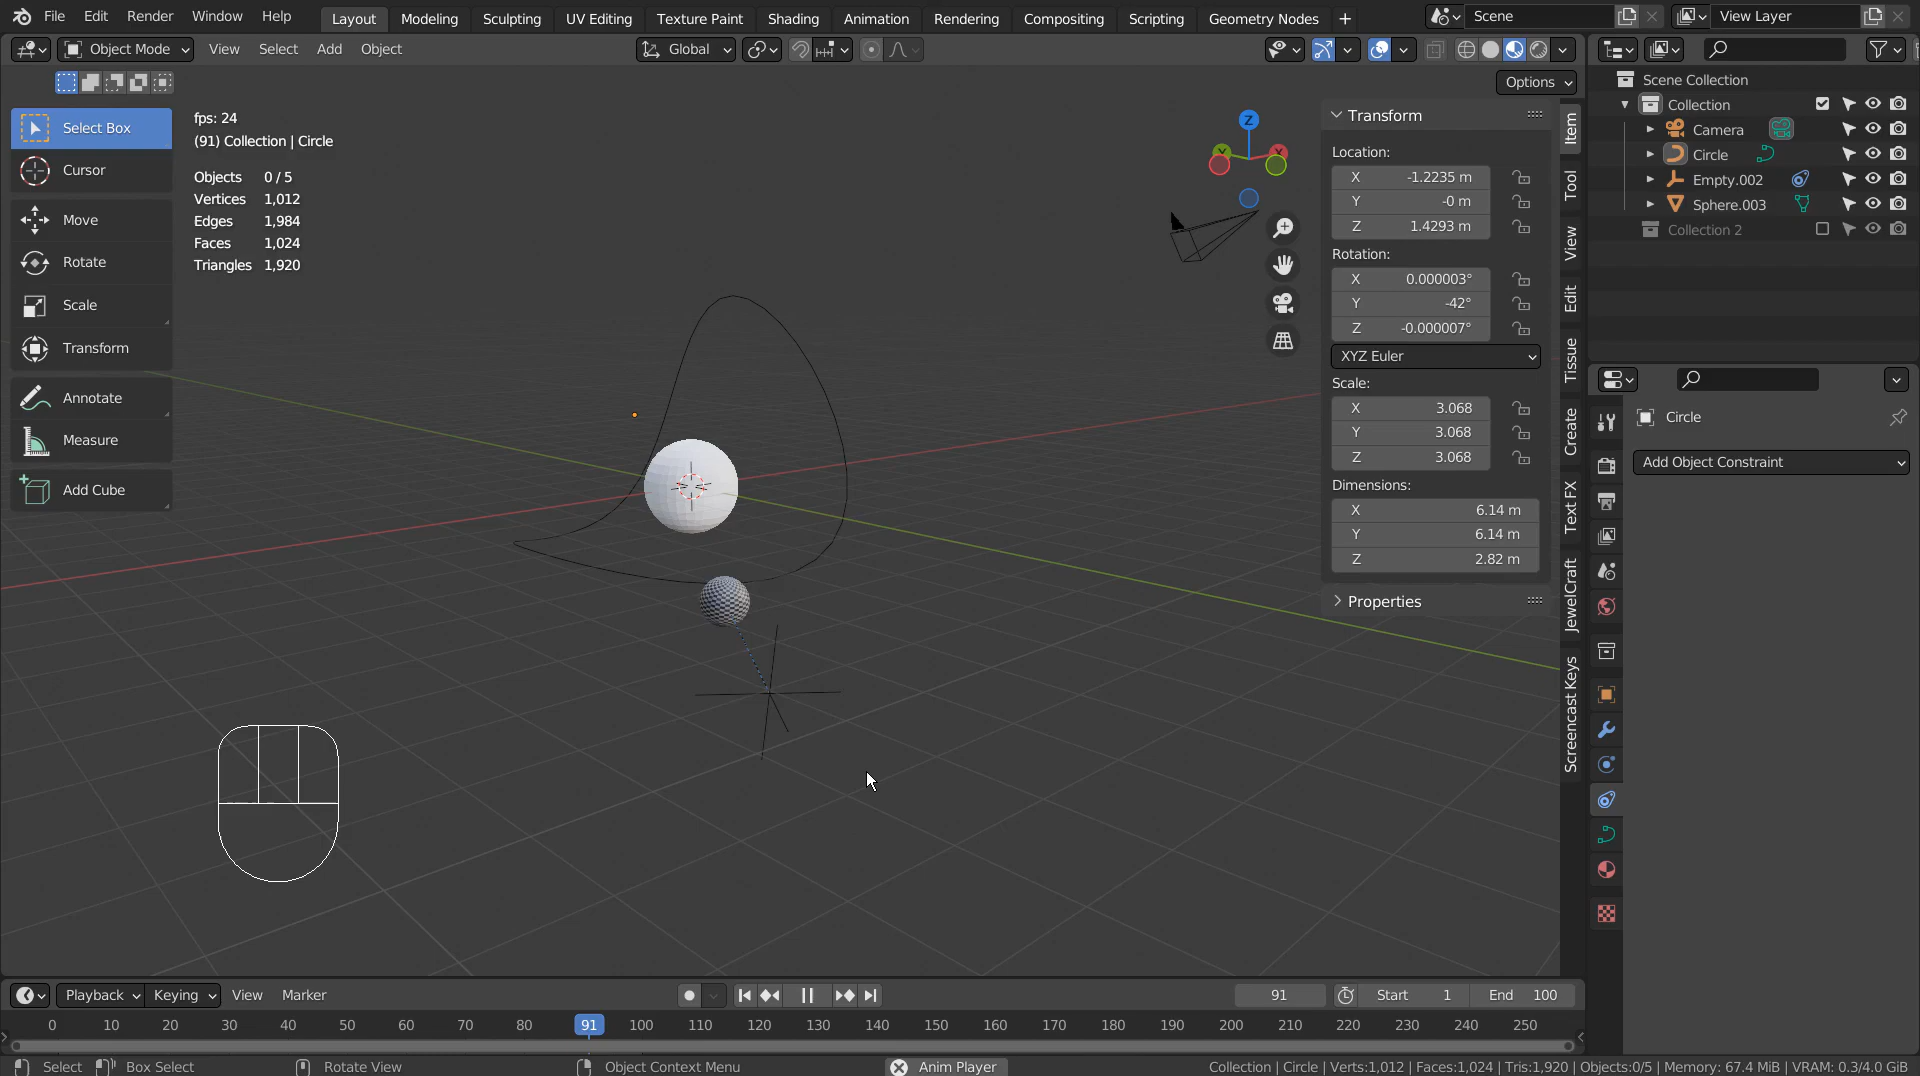 File Edit Render Window Help Layout Modeling Sculpting UV Editing Texture Paint Shading Animation Rendering Compositing Scripting Geometry Nodes + Scene View Layer
Object Mode View Select Add Object Global
Options
Select Box
Cursor
Move
Rotate
Scale
Transform
Annotate
Measure
Add Cube
fps: 24
(91) Collection | Circle
Objects 0 / 5
Vertices 1,012
Edges 1,984
Faces 1,024
Triangles 1,920
Z
Y
X
Transform
Location:
X -1.2235 m
Y -0 m
Z 1.4293 m
Rotation:
X 0.000003°
Y -42°
Z -0.000007°
XYZ Euler
Scale:
X 3.068
Y 3.068
Z 3.068
Dimensions:
X 6.14 m
Y 6.14 m
Z 2.82 m
Properties
Item
Tool
View
Edit
Tissue
Create
Text FX
JewelCraft
Screencast Keys
Scene Collection
Collection
Camera
Circle
Empty.002
Sphere.003
Collection 2
Circle
Add Object Constraint
Playback Keying View Marker 91 Start 1 End 100
0 10 20 30 40 50 60 70 80 91 100 110 120 130 140 150 160 170 180 190 200 210 220 230 240 250
Select Box Select Rotate View Object Context Menu Anim Player Collection | Circle | Verts:1,012 | Faces:1,024 | Tris:1,920 | Objects:0/5 | Memory: 67.4 MiB | VRAM: 0.3/4.0 GiB